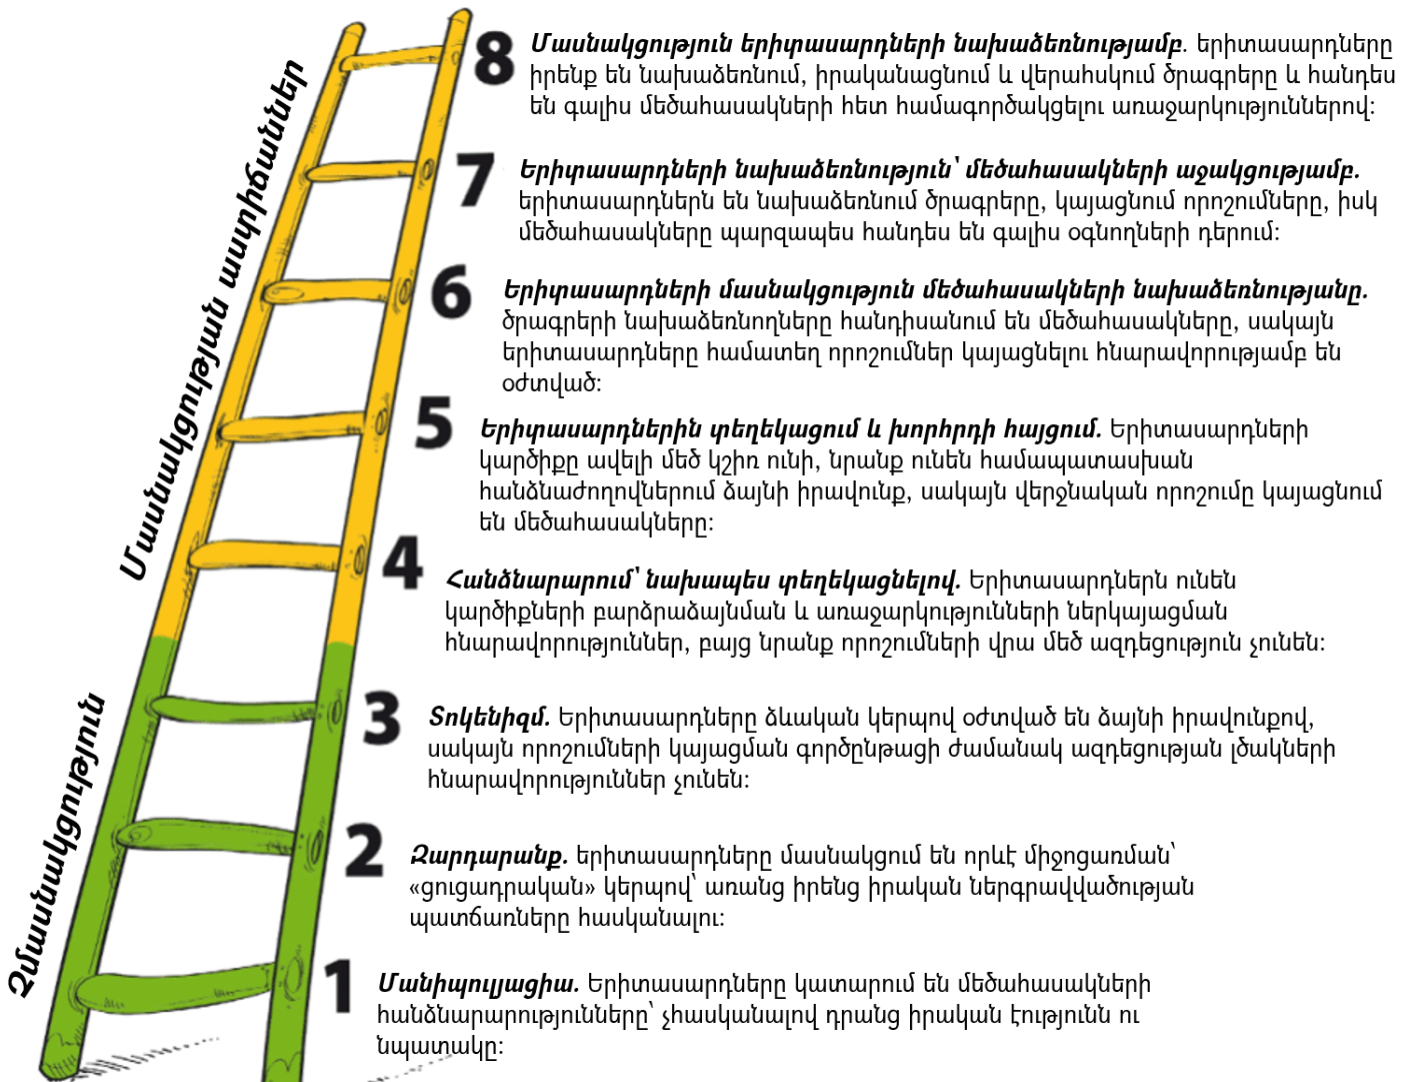 8 Մասնակցություն երիտասարդների նախաձեռնությամբ. երիտասարդները
իրենք են նախաձեռնում, իրականացնում և վերահսկում ծրագրերը և հանդես
են գալիս մեծահասակների հետ համագործակցելու առաջարկություններով։
7 Երիտասարդների նախաձեռնություն՝ մեծահասակների աջակցությամբ.
երիտասարդներն են նախաձեռնում ծրագրերը, կայացնում որոշումները, իսկ
մեծահասակները պարզապես հանդես են գալիս օգնողների դերում։
6 Երիտասարդների մասնակցություն մեծահասակների նախաձեռնությանը.
ծրագրերի նախաձեռնողները հանդիսանում են մեծահասակները, սակայն
երիտասարդները համատեղ որոշումներ կայացնելու հնարավորությամբ են
օժտված։
5 Երիտասարդներին տեղեկացում և խորհրդի հայցում. Երիտասարդների
կարծիքը ավելի մեծ կշիռ ունի, նրանք ունեն համապատասխան
հանձնաժողովներում ձայնի իրավունք, սակայն վերջնական որոշումը կայացնում
են մեծահասակները։
4 Հանձնարարում՝ նախապես տեղեկացնելով. Երիտասարդներն ունեն
կարծիքների բարձրաձայնման և առաջարկությունների ներկայացման
հնարավորություններ, բայց նրանք որոշումների վրա մեծ ազդեցություն չունեն։
3 Տոկենիզմ. Երիտասարդները ձևական կերպով օժտված են ձայնի իրավունքով,
սակայն որոշումների կայացման գործընթացի ժամանակ ազդեցության լծակների
հնարավորություններ չունեն։
2 Զարդարանք. երիտասարդները մասնակցում են որևէ միջոցառման՝
«ցուցադրական» կերպով՝ առանց իրենց իրական ներգրավվածության
պատճառները հասկանալու։
1 Մանիպուլյացիա. Երիտասարդները կատարում են մեծահասակների
հանձնարարությունները՝ չհասկանալով դրանց իրական էությունն ու
նպատակը։
Մասնակցության աստիճաններ
Չմասնակցություն